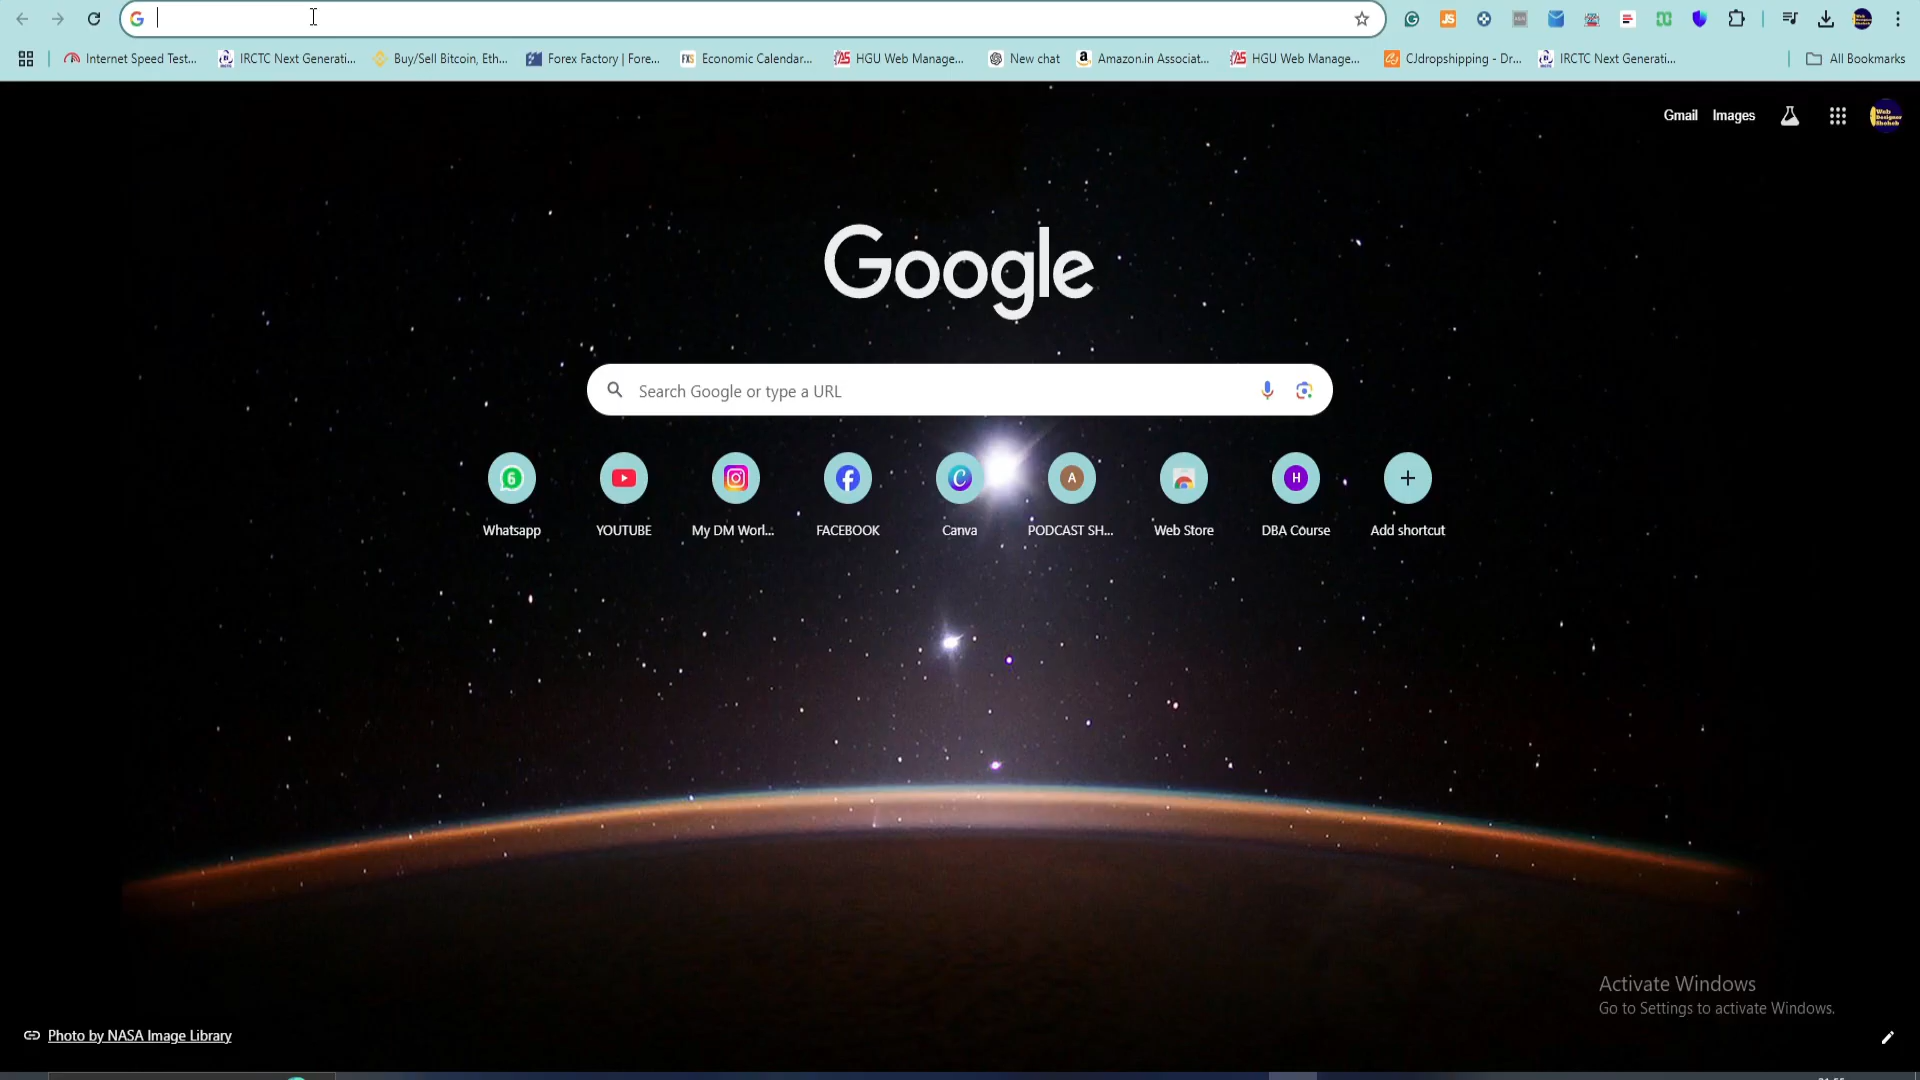 Internet Speed Test...
IRCTC Next Generati...
Buy/Sell Bitcoin, Eth...
Forex Factory | Fore...
FXS
Economic Calendar...
HGU Web Manage...
New chat
Amazon.in Associat...
HGU Web Manage...
CJdropshipping - Dr...
IRCTC Next Generati...
All Bookmarks
Gmail
Images
Google
Search Google or type a URL
Whatsapp
YOUTUBE
My DM Worl...
FACEBOOK
Canva
PODCAST SH...
Web Store
DBA Course
Add shortcut
Activate Windows
Go to Settings to activate Windows.
Photo by NASA Image Library